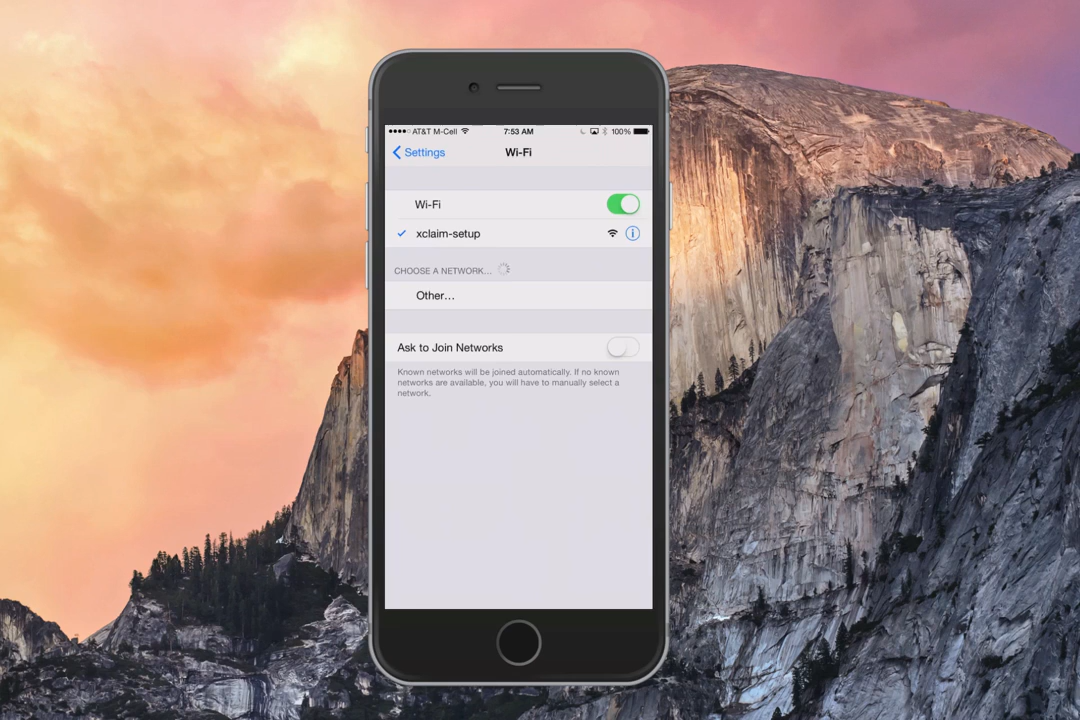 AT&T M-Cell 7:53 AM 100%
Settings Wi-Fi
Wi-Fi
xclaim-setup
CHOOSE A NETWORK...
Other...
Ask to Join Networks
Known networks will be joined automatically. If no known
networks are available, you will have to manually select a
network.